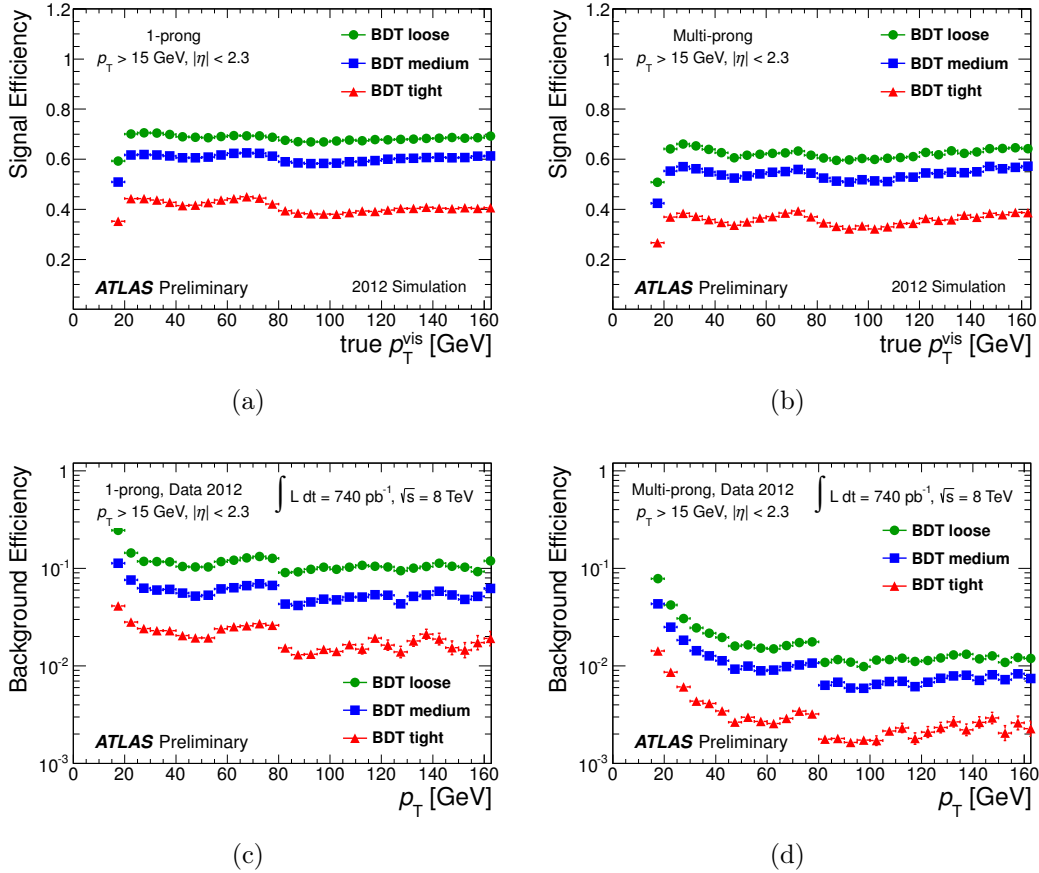 Signal Efficiency
1.2
1
0.8
0.6
0.4
0.2
1-prong
p_T > 15 GeV, |η| < 2.3
BDT loose
BDT medium
BDT tight
ATLAS Preliminary
2012 Simulation
0 20 40 60 80 100 120 140 160
true p_T^vis [GeV]
(a)
Signal Efficiency
1.2
1
0.8
0.6
0.4
0.2
Multi-prong
p_T > 15 GeV, |η| < 2.3
BDT loose
BDT medium
BDT tight
ATLAS Preliminary
2012 Simulation
0 20 40 60 80 100 120 140 160
true p_T^vis [GeV]
(b)
Background Efficiency
1
10^-1
10^-2
10^-3
1-prong, Data 2012
p_T > 15 GeV, |η| < 2.3
∫ L dt = 740 pb^-1, √s = 8 TeV
BDT loose
BDT medium
BDT tight
ATLAS Preliminary
0 20 40 60 80 100 120 140 160
p_T [GeV]
(c)
Background Efficiency
1
10^-1
10^-2
10^-3
Multi-prong, Data 2012
p_T > 15 GeV, |η| < 2.3
∫ L dt = 740 pb^-1, √s = 8 TeV
BDT loose
BDT medium
BDT tight
ATLAS Preliminary
0 20 40 60 80 100 120 140 160
p_T [GeV]
(d)